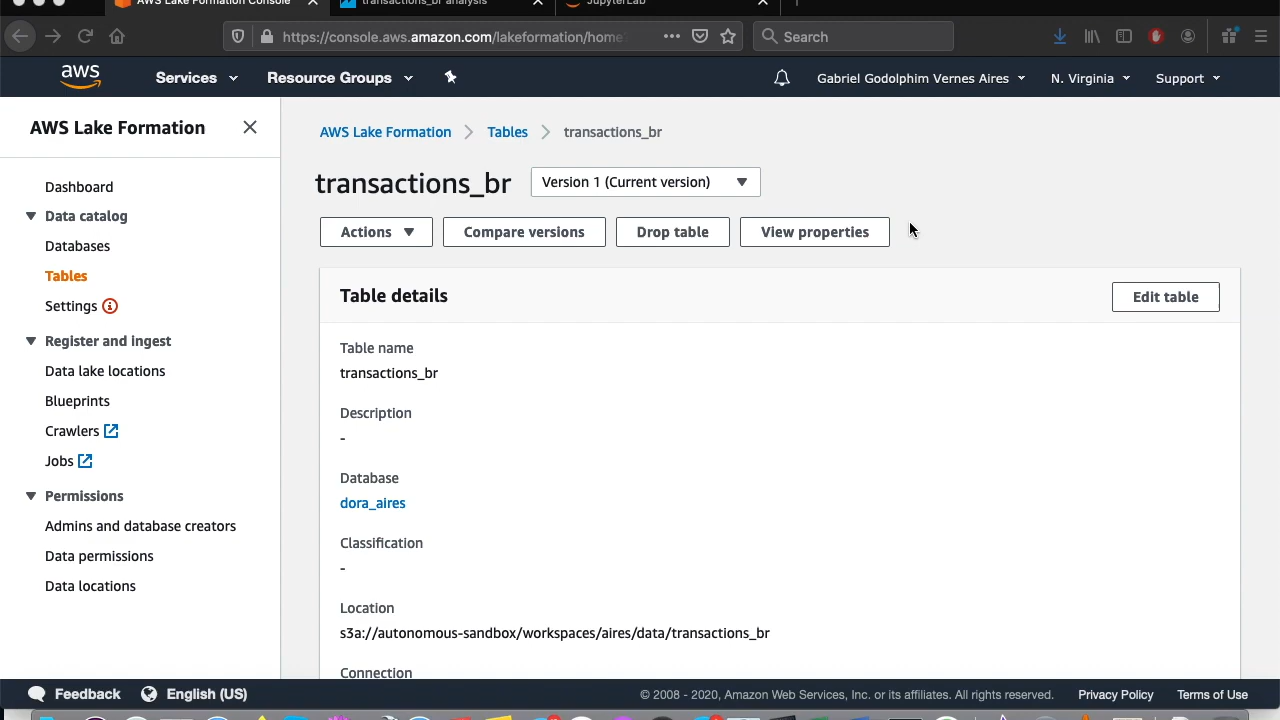 AWS Lake Formation Console
transactions_br analysis
JupyterLab
https://console.aws.amazon.com/lakeformation/home
Search
aws
Services
Resource Groups
Gabriel Godolphim Vernes Aires
N. Virginia
Support
AWS Lake Formation
Dashboard
Data catalog
Databases
Tables
Settings
Register and ingest
Data lake locations
Blueprints
Crawlers
Jobs
Permissions
Admins and database creators
Data permissions
Data locations
AWS Lake Formation > Tables > transactions_br
transactions_br
Version 1 (Current version)
Actions
Compare versions
Drop table
View properties
Table details
Edit table
Table name
transactions_br
Description
-
Database
dora_aires
Classification
-
Location
s3a://autonomous-sandbox/workspaces/aires/data/transactions_br
Connection
Feedback
English (US)
© 2008 - 2020, Amazon Web Services, Inc. or its affiliates. All rights reserved.
Privacy Policy
Terms of Use